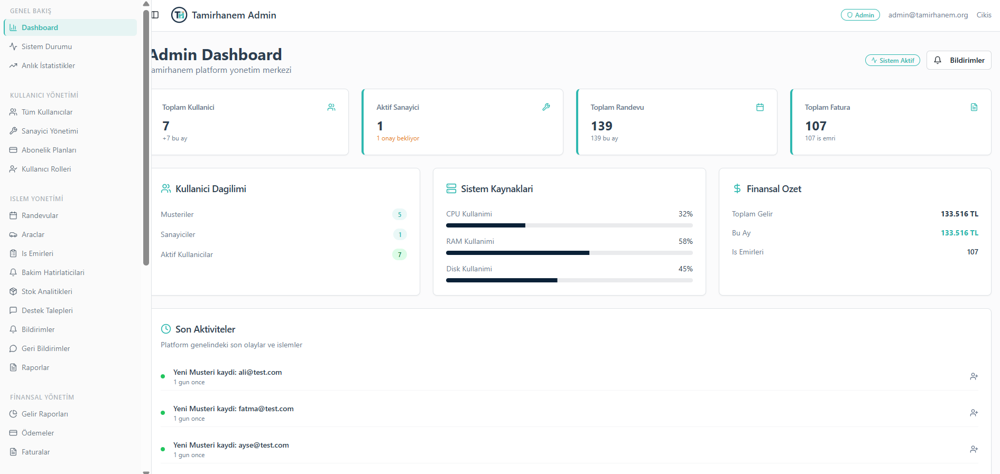 GENEL BAKIŞ
Dashboard
Sistem Durumu
Anlık İstatistikler
KULLANICI YÖNETİMİ
Tüm Kullanıcılar
Sanayici Yönetimi
Abonelik Planları
Kullanıcı Rolleri
ISLEM YONETİMİ
Randevular
Araclar
Is Emirleri
Bakim Hatirlaticilari
Stok Analitikleri
Destek Talepleri
Bildirimler
Geri Bildirimler
Raporlar
FİNANSAL YÖNETİM
Gelir Raporları
Ödemeler
Faturalar
TH Tamirhanem Admin
Admin admin@tamirhanem.org Cikis
Admin Dashboard
amirhanem platform yonetim merkezi
Sistem Aktif Bildirimler
Toplam Kullanici
7
+7 bu ay
Aktif Sanayici
1
1 onay bekliyor
Toplam Randevu
139
139 bu ay
Toplam Fatura
107
107 is emri
Kullanici Dagilimi
Musteriler 5
Sanayiciler 1
Aktif Kullanicilar 7
Sistem Kaynaklari
CPU Kullanimi 32%
RAM Kullanimi 58%
Disk Kullanimi 45%
Finansal Ozet
Toplam Gelir 133.516 TL
Bu Ay 133.516 TL
Is Emirleri 107
Son Aktiviteler
Platform genelindeki son olaylar ve islemler
Yeni Musteri kaydi: ali@test.com
1 gun once
Yeni Musteri kaydi: fatma@test.com
1 gun once
Yeni Musteri kaydi: ayse@test.com
1 gun once